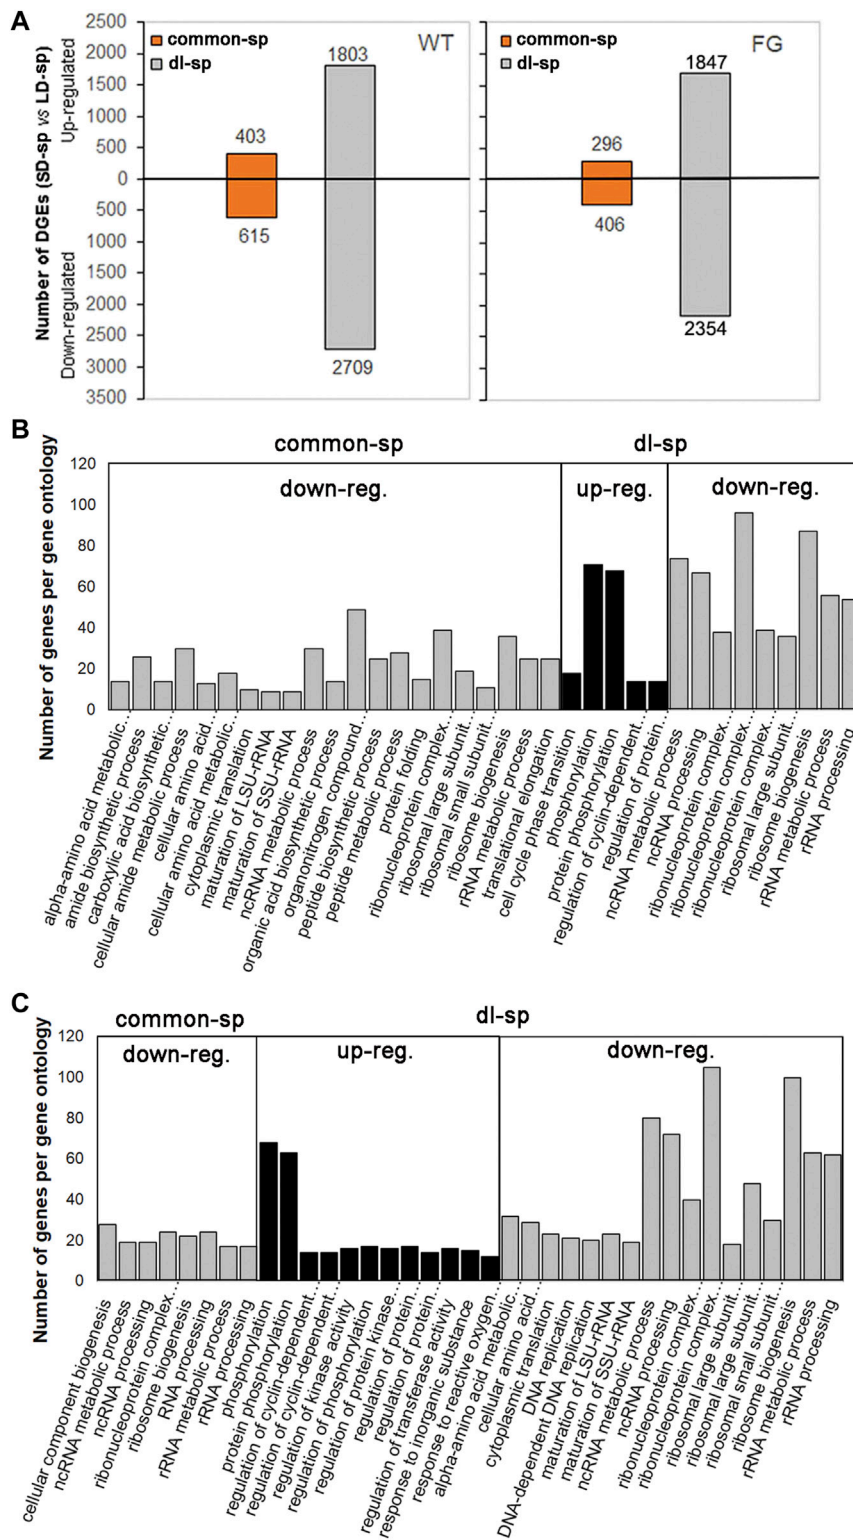 A
Number of DGEs (SD-sp vs LD-sp)
Up-regulated
Down-regulated
2500
2000
1500
1000
500
0
500
1000
1500
2000
2500
3000
3500
common-sp
dl-sp
WT
403
1803
615
2709
common-sp
dl-sp
FG
296
1847
406
2354
B
common-sp
dl-sp
down-reg.
up-reg.
down-reg.
Number of genes per gene ontology
120
100
80
60
40
20
0
alpha-amino acid metabolic...
amide biosynthetic process
carboxylic acid biosynthetic...
cellular amide metabolic process
cellular amino acid...
cellular amino acid metabolic...
cytoplasmic translation
maturation of LSU-rRNA
maturation of SSU-rRNA
ncRNA metabolic process
organic acid biosynthetic process
organonitrogen compound...
peptide biosynthetic process
peptide metabolic process
protein folding
ribonucleoprotein complex...
ribosomal large subunit...
ribosomal small subunit...
ribosome biogenesis
rRNA metabolic process
translational elongation
cell cycle phase transition
phosphorylation
protein phosphorylation
regulation of cyclin-dependent...
regulation of protein...
ncRNA metabolic process
ncRNA processing
ribonucleoprotein complex...
ribonucleoprotein complex...
ribonucleoprotein complex...
ribosomal large subunit...
ribosome biogenesis
rRNA metabolic process
rRNA processing
C
common-sp
dl-sp
down-reg.
up-reg.
down-reg.
Number of genes per gene ontology
120
100
80
60
40
20
0
cellular component biogenesis
ncRNA metabolic process
ncRNA processing
ribonucleoprotein complex...
ribosome biogenesis
RNA processing
rRNA metabolic process
rRNA processing
phosphorylation
protein phosphorylation
regulation of cyclin-dependent...
regulation of cyclin-dependent...
regulation of kinase activity
regulation of phosphorylation
regulation of protein kinase...
regulation of protein...
regulation of protein...
regulation of transferase activity
response to inorganic substance
response to reactive oxygen...
alpha-amino acid metabolic...
cellular amino acid...
cytoplasmic translation
DNA replication
DNA-dependent DNA replication
maturation of LSU-rRNA
maturation of SSU-rRNA
ncRNA metabolic process
ncRNA processing
ribonucleoprotein complex...
ribonucleoprotein complex...
ribosomal large subunit...
ribosomal large subunit...
ribosomal small subunit...
ribosome biogenesis
rRNA metabolic process
rRNA processing